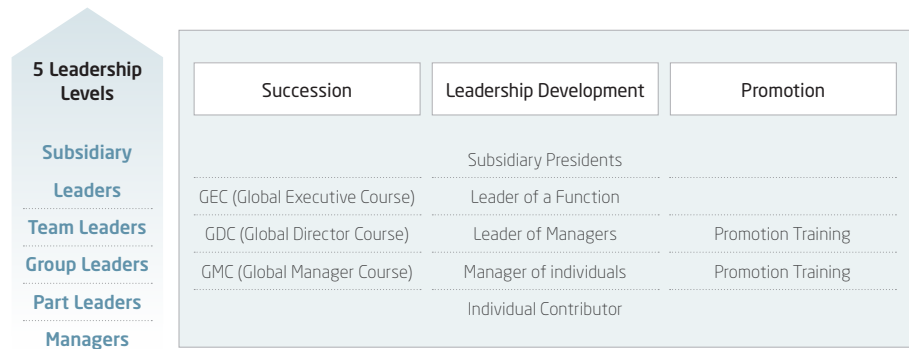 5 Leadership
Levels
Subsidiary
Leaders
Team Leaders
Group Leaders
Part Leaders
Managers
Succession
Leadership Development
Promotion
Subsidiary Presidents
GEC (Global Executive Course)
Leader of a Function
GDC (Global Director Course)
Leader of Managers
Promotion Training
GMC (Global Manager Course)
Manager of individuals
Promotion Training
Individual Contributor